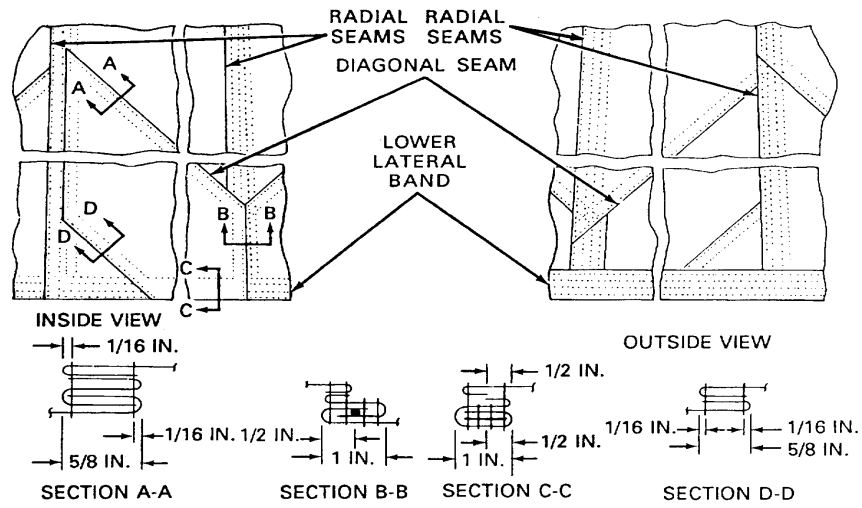 RADIAL SEAMS
RADIAL SEAMS
DIAGONAL SEAM
LOWER LATERAL BAND
A
A
D
D
B
B
C
C
INSIDE VIEW
OUTSIDE VIEW
1/16 IN.
1/16 IN.
5/8 IN.
SECTION A-A
1/2 IN.
1 IN.
SECTION B-B
1/2 IN.
1/2 IN.
1 IN.
SECTION C-C
1/16 IN.
1/16 IN.
5/8 IN.
SECTION D-D